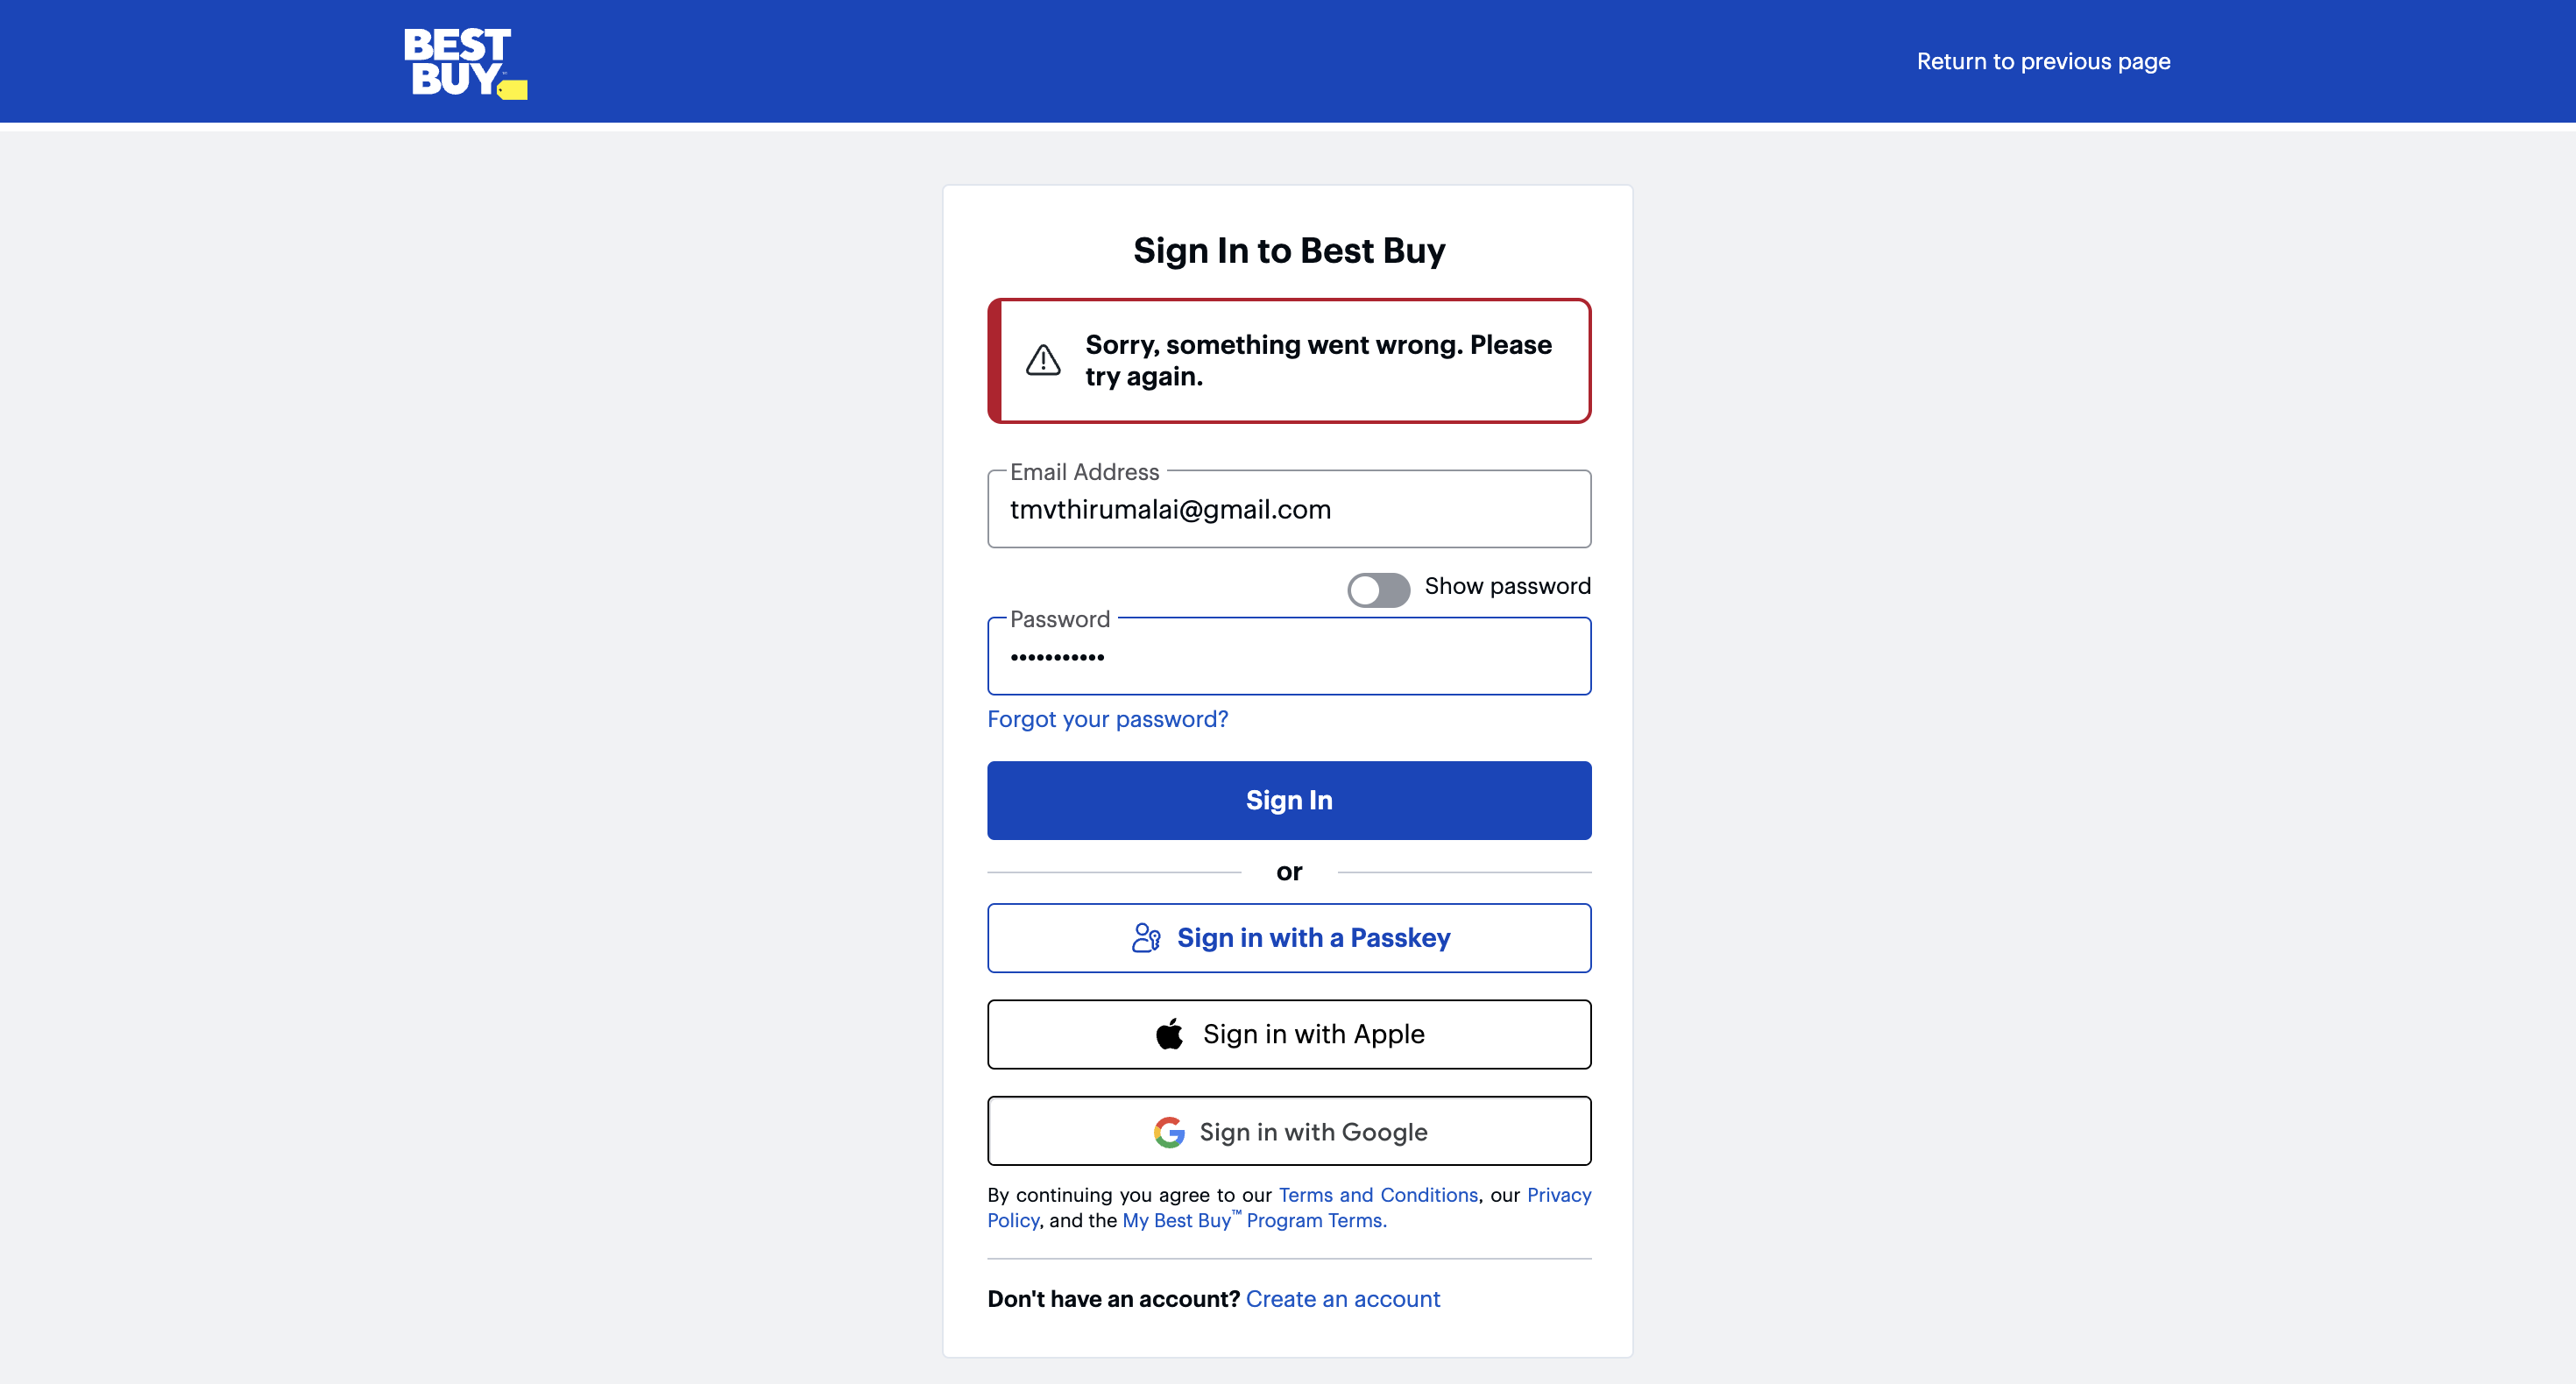 BEST
BUY
Return to previous page
Sign In to Best Buy
Sorry, something went wrong. Please
try again.
Email Address
tmvthirumalai@gmail.com
Show password
Password
•••••••••••
Forgot your password?
Sign In
or
Sign in with a Passkey
Sign in with Apple
Sign in with Google
By continuing you agree to our Terms and Conditions, our Privacy
Policy, and the My Best Buy™ Program Terms.
Don't have an account? Create an account